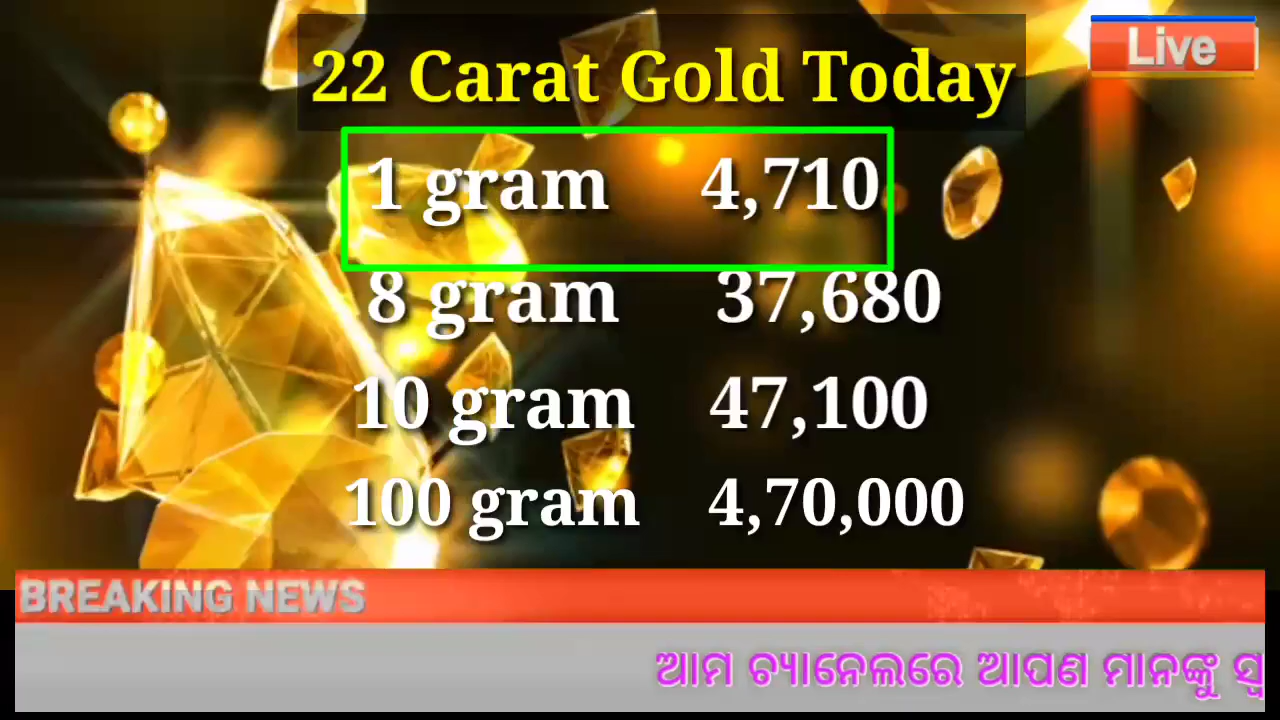 22 Carat Gold Today
Live
1 gram 4,710
8 gram 37,680
10 gram 47,100
100 gram 4,70,000
BREAKING NEWS
ଆମ ଚ୍ୟାନେଲରେ ଆପଣ ମାନଙ୍କୁ